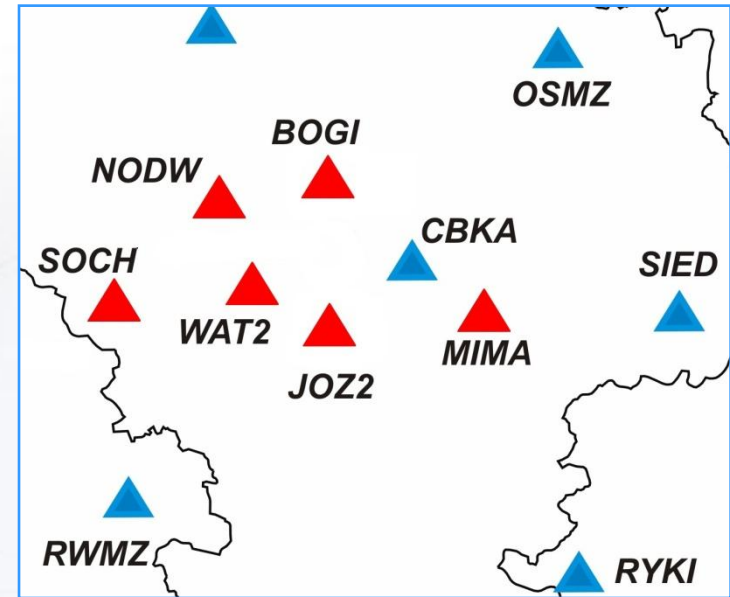 OSMZ
BOGI
NODW
CBKA
SOCH
SIED
WAT2
MIMA
JOZ2
RWMZ
RYKI